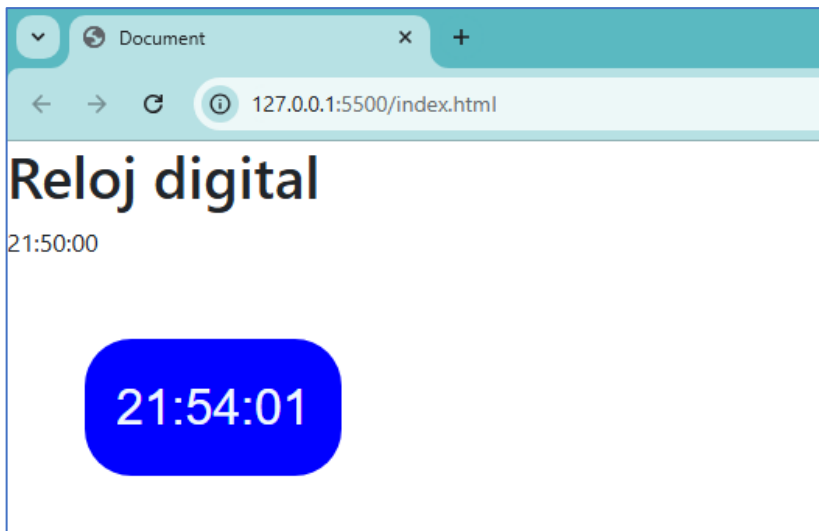 Document
127.0.0.1:5500/index.html
Reloj digital
21:50:00
21:54:01